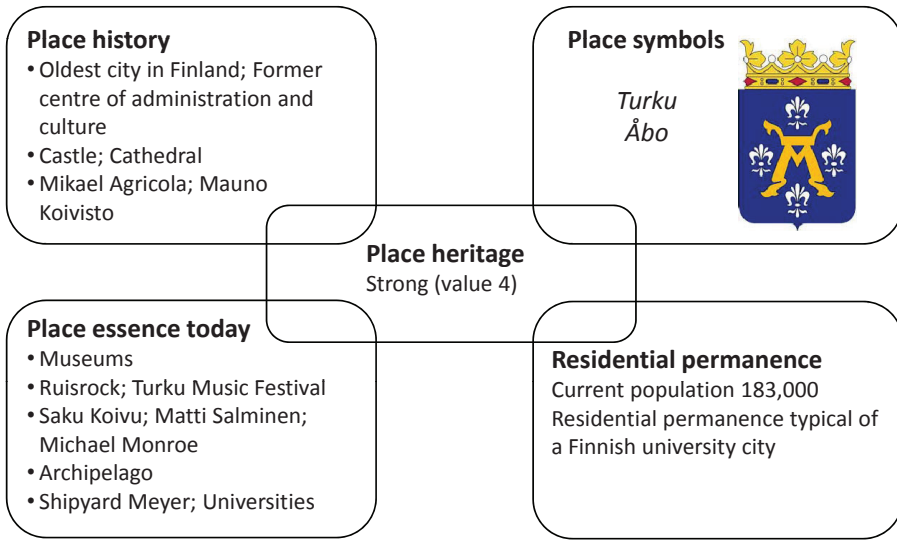 Place history
• Oldest city in Finland; Former
centre of administration and
culture
• Castle; Cathedral
• Mikael Agricola; Mauno
Koivisto
Place symbols
Turku
Åbo
A
Place heritage
Strong (value 4)
Place essence today
• Museums
• Ruisrock; Turku Music Festival
• Saku Koivu; Matti Salminen;
Michael Monroe
• Archipelago
• Shipyard Meyer; Universities
Residential permanence
Current population 183,000
Residential permanence typical of
a Finnish university city